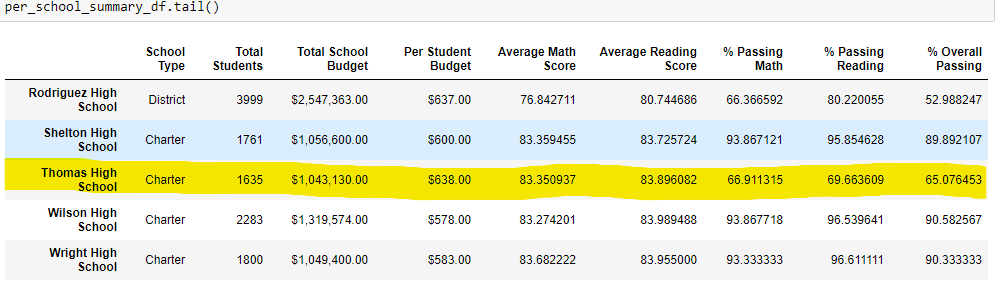 per_school_summary_df.tail()
School Type Total Students Total School Budget Per Student Budget Average Math Score Average Reading Score % Passing Math % Passing Reading % Overall Passing
Rodriguez High School District 3999 $2,547,363.00 $637.00 76.842711 80.744686 66.366592 80.220055 52.988247
Shelton High School Charter 1761 $1,056,600.00 $600.00 83.359455 83.725724 93.867121 95.854628 89.892107
Thomas High School Charter 1635 $1,043,130.00 $638.00 83.350937 83.896082 66.911315 69.663609 65.076453
Wilson High School Charter 2283 $1,319,574.00 $578.00 83.274201 83.989488 93.867718 96.539641 90.582567
Wright High School Charter 1800 $1,049,400.00 $583.00 83.682222 83.955000 93.333333 96.611111 90.333333